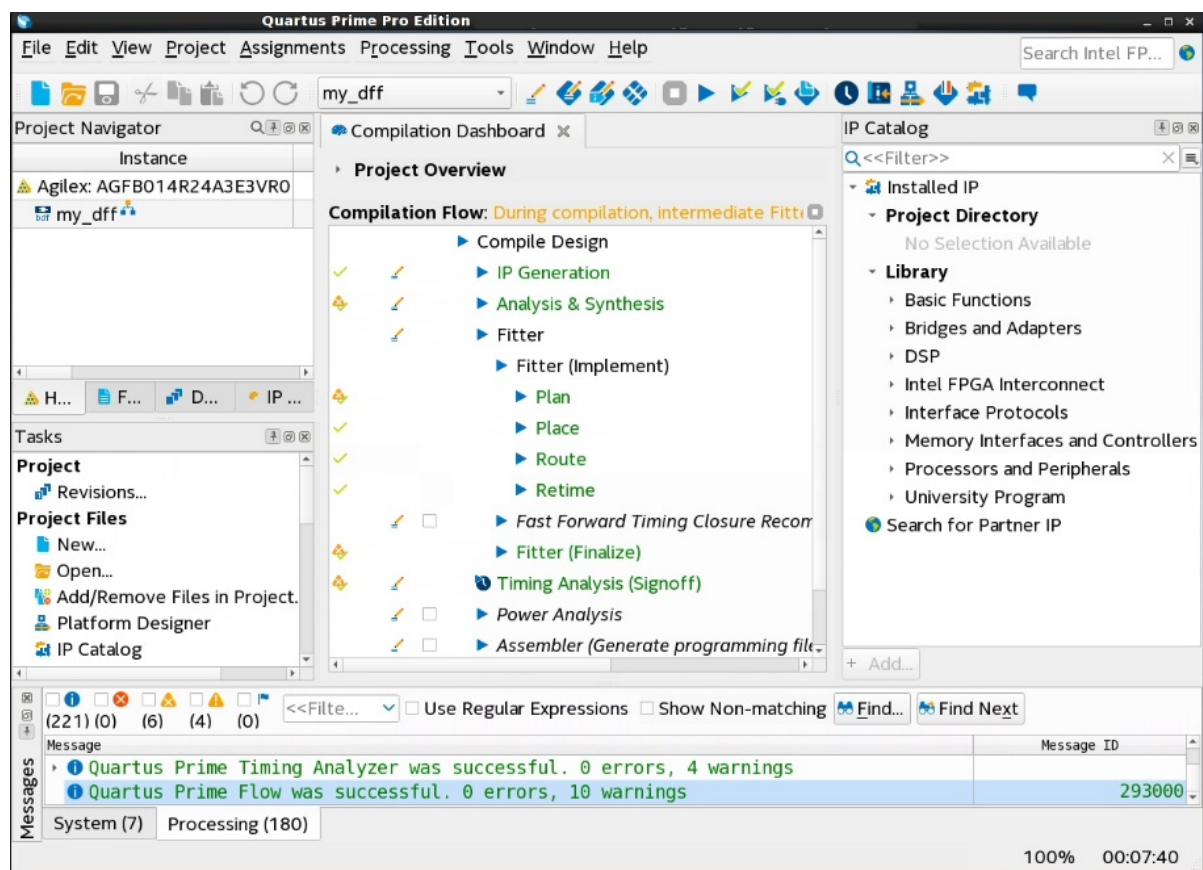 Quartus Prime Pro Edition
File Edit View Project Assignments Processing Tools Window Help
Search Intel FP...
my_dff
Project Navigator
Instance
Agilex: AGFB014R24A3E3VR0
my_dff
H... F... D... IP ...
Tasks
Project
Revisions...
Project Files
New...
Open...
Add/Remove Files in Project.
Platform Designer
IP Catalog
Compilation Dashboard
Project Overview
Compilation Flow: During compilation, intermediate Fitte
Compile Design
IP Generation
Analysis & Synthesis
Fitter
Fitter (Implement)
Plan
Place
Route
Retime
Fast Forward Timing Closure Recom
Fitter (Finalize)
Timing Analysis (Signoff)
Power Analysis
Assembler (Generate programming file
IP Catalog
<<Filter>>
Installed IP
Project Directory
No Selection Available
Library
Basic Functions
Bridges and Adapters
DSP
Intel FPGA Interconnect
Interface Protocols
Memory Interfaces and Controllers
Processors and Peripherals
University Program
Search for Partner IP
+ Add...
(221) (0) (6) (4) (0) <<Filte... Use Regular Expressions Show Non-matching Find... Find Next
Messages
Message Message ID
Quartus Prime Timing Analyzer was successful. 0 errors, 4 warnings
Quartus Prime Flow was successful. 0 errors, 10 warnings 293000
System (7) Processing (180)
100% 00:07:40